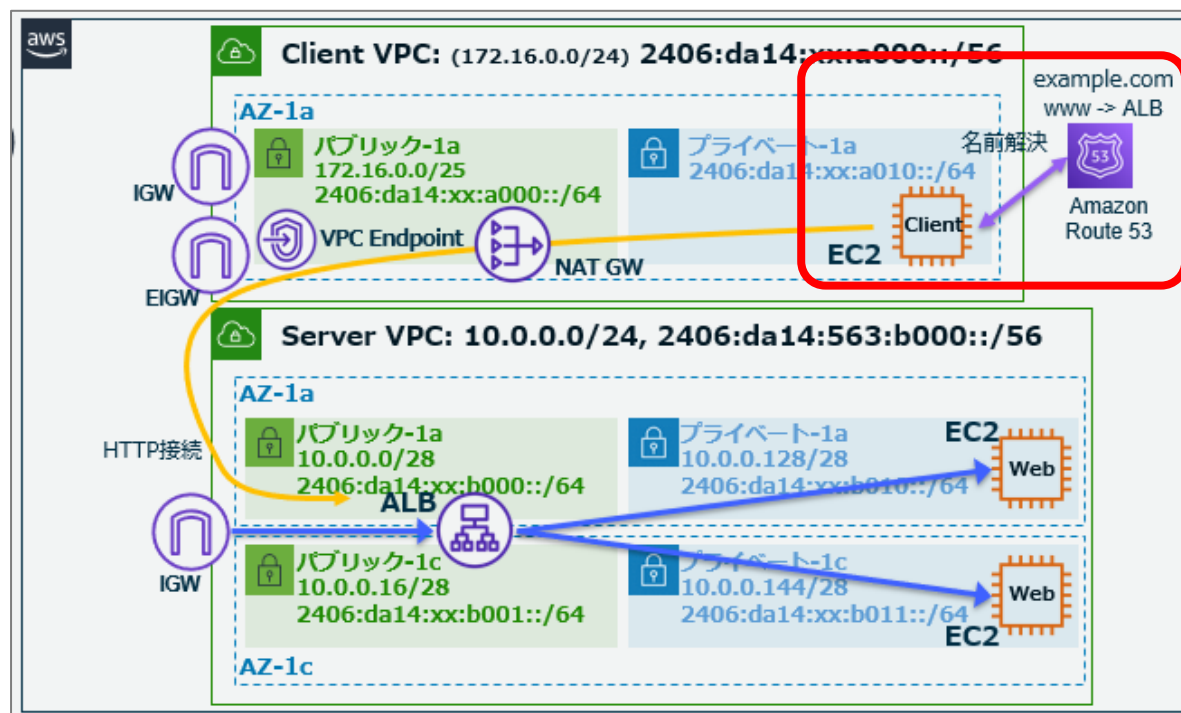 aws
Client VPC: (172.16.0.0/24) 2406:da14:xx:a000::/56
example.com
www -> ALB
名前解決
53
Amazon
Route 53
AZ-1a
パブリック-1a
172.16.0.0/25
2406:da14:xx:a000::/64
プライベート-1a
2406:da14:xx:a010::/64
IGW
VPC Endpoint
NAT GW
Client
EC2
EIGW
Server VPC: 10.0.0.0/24, 2406:da14:563:b000::/56
AZ-1a
パブリック-1a
10.0.0.0/28
2406:da14:xx:b000::/64
プライベート-1a
10.0.0.128/28
2406:da14:xx:b010::/64
EC2
Web
HTTP接続
ALB
IGW
パブリック-1c
10.0.0.16/28
2406:da14:xx:b001::/64
プライベート-1c
10.0.0.144/28
2406:da14:xx:b011::/64
Web
EC2
AZ-1c